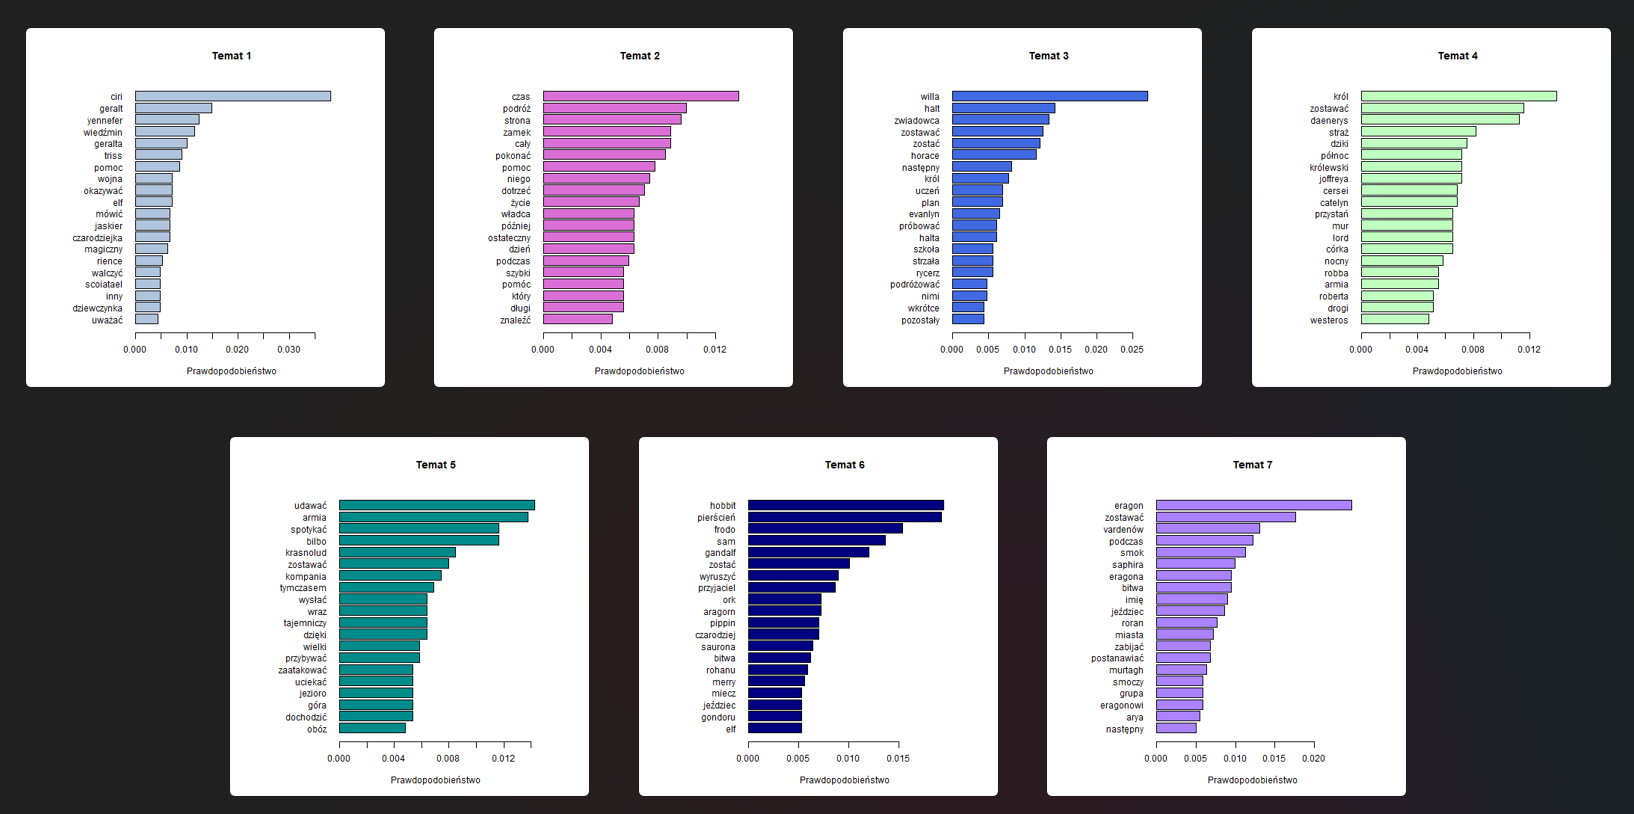 Temat 1
ciri
geralt
yennefer
wiedźmin
geralta
triss
pomoc
wojna
okazywać
elf
mówić
jaskier
czarodziejka
magiczny
rience
walczyć
scoiatael
inny
dziewczynka
uważać
0.000 0.010 0.020 0.030
Prawdopodobieństwo
Temat 2
czas
podróż
strona
zamek
cały
pokonać
pomac
niego
dotrzeć
życie
władca
później
ostateczny
dzień
podczas
szybki
pomóc
który
długi
znaleźć
0.000 0.004 0.008 0.012
Prawdopodobieństwo
Temat 3
willa
halt
zwiadowca
zostawać
zostać
horace
następny
król
uczeń
plan
evanlyn
próbować
halta
szkoła
strzała
rycerz
podróżować
nimi
wkrótce
pozostały
0.000 0.005 0.010 0.015 0.020 0.025
Prawdopodobieństwo
Temat 4
król
zostawać
daenerys
straż
dziki
północ
królewski
joffreya
cersei
catelyn
przystań
mur
lord
córka
nocny
robba
armia
roberta
drogi
westeros
0.000 0.004 0.008 0.012
Prawdopodobieństwo
Temat 5
udawać
armia
spotykać
bilbo
krasnolud
zostawać
kompania
tymczasem
wysłać
wraz
tajemniczy
dzięki
wielki
przybywać
zaatakować
uciekać
jezioro
góra
dochodzić
obóz
0.000 0.004 0.008 0.012
Prawdopodobieństwo
Temat 6
hobbit
pierścień
frodo
sam
gandalf
zostać
wyruszyć
przyjaciel
ork
aragorn
pippin
czarodziej
saurona
bitwa
rohanu
merry
miecz
jeździec
gondoru
elf
0.000 0.005 0.010 0.015
Prawdopodobieństwo
Temat 7
eragon
zostawać
vardenów
podczas
smok
saphira
eragona
bitwa
imię
jeździec
roran
miasta
zabijać
postanawiać
murtagh
smoczy
grupa
eragonowi
arya
następny
0.000 0.005 0.010 0.015 0.020
Prawdopodobieństwo